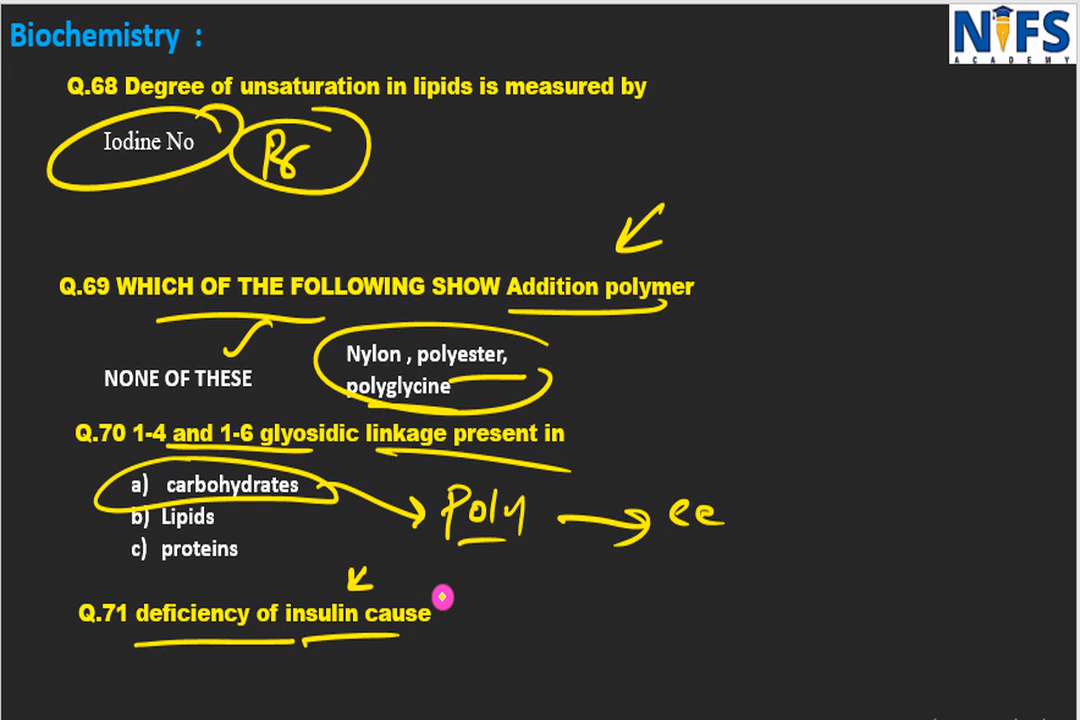 Biochemistry :
NIFS
ACADEMY
Q.68 Degree of unsaturation in lipids is measured by
Iodine No
Q.69 WHICH OF THE FOLLOWING SHOW Addition polymer
NONE OF THESE
Nylon , polyester,
polyglycine
Q.70 1-4 and 1-6 glyosidic linkage present in
a) carbohydrates
Poly
b) Lipids
c) proteins
Q.71 deficiency of insulin cause